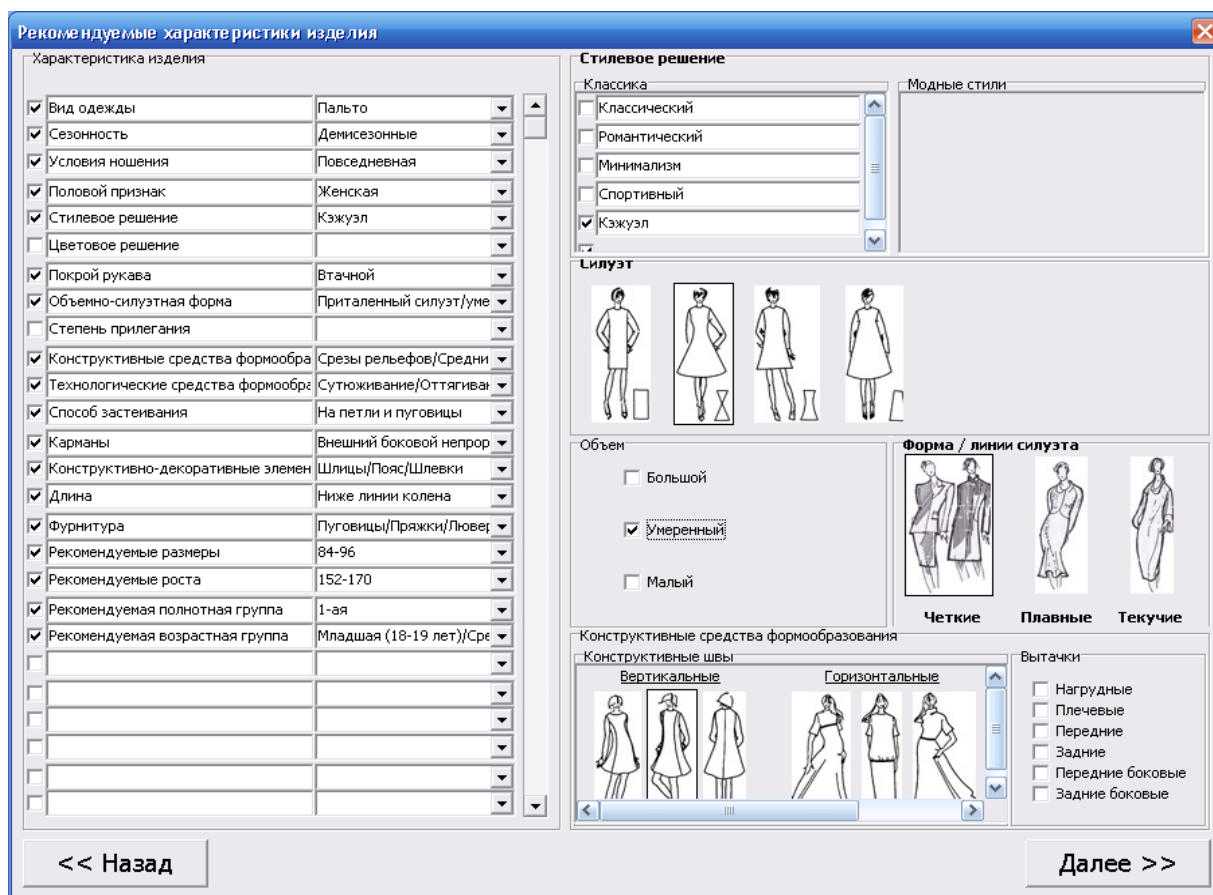 Рекомендуемые характеристики изделия
Характеристика изделия
Вид одежды Пальто
Сезонность Демисезонные
Условия ношения Повседневная
Половой признак Женская
Стилевое решение Кэжуэл
Цветовое решение
Покрой рукава Втачной
Объемно-силуэтная форма Приталенный силуэт/уме
Степень прилегания
Конструктивные средства формообра Срезы рельефов/Средни
Технологические средства формообра Сутюживание/Оттягиван
Способ застеивания На петли и пуговицы
Карманы Внешний боковой непрор
Конструктивно-декоративные элемен Шлицы/Пояс/Шлевки
Длина Ниже линии колена
Фурнитура Пуговицы/Пряжки/Люверс
Рекомендуемые размеры 84-96
Рекомендуемые роста 152-170
Рекомендуемая полнотная группа 1-ая
Рекомендуемая возрастная группа Младшая (18-19 лет)/Сре
Стилевое решение
Классика
Классический
Романтический
Минимализм
Спортивный
Кэжуэл
Модные стили
Силуэт
Объем
Большой
Умеренный
Малый
Форма / линии силуэта
Четкие Плавные Текучие
Конструктивные средства формообразования
Конструктивные швы
Вертикальные Горизонтальные
Вытачки
Нагрудные
Плечевые
Передние
Задние
Передние боковые
Задние боковые
<< Назад
Далее >>